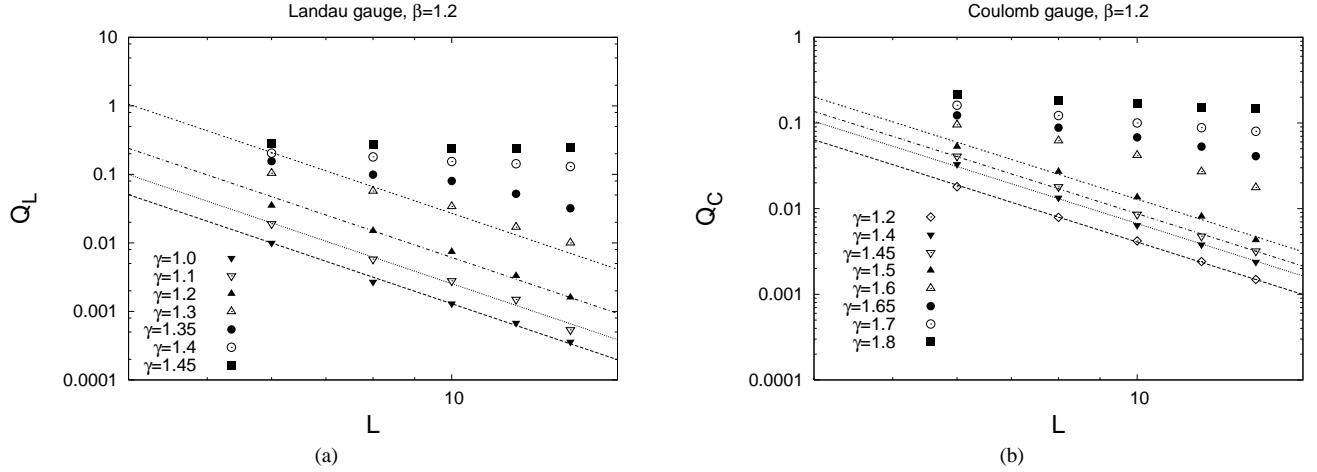 Landau gauge, β=1.2
10
1
0.1
0.01
0.001
0.0001
Q_L
γ=1.0
γ=1.1
γ=1.2
γ=1.3
γ=1.35
γ=1.4
γ=1.45
10
L
(a)
Coulomb gauge, β=1.2
1
0.1
0.01
0.001
0.0001
Q_C
γ=1.2
γ=1.4
γ=1.45
γ=1.5
γ=1.6
γ=1.65
γ=1.7
γ=1.8
10
L
(b)